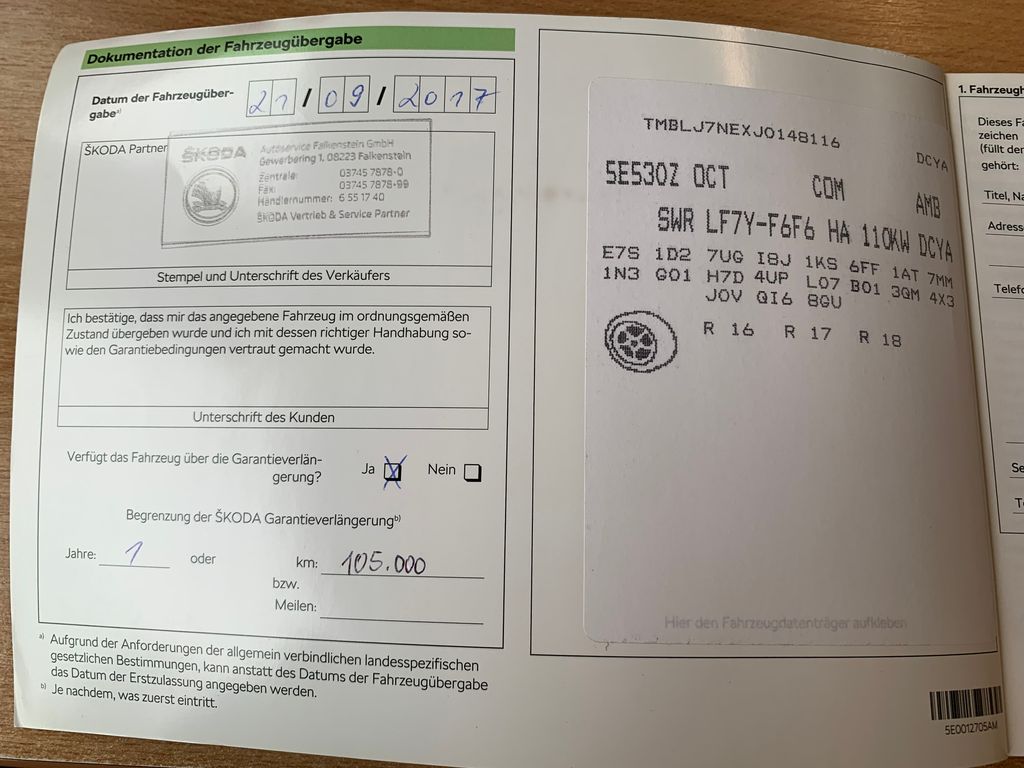 Dokumentation der Fahrzeugübergabe
Datum der Fahrzeugüber-
gabeᵃ⁾
21/09/2017
ŠKODA Partner
ŠKODA
Autoservice Falkenstein GmbH
Gewerbering 1, 08223 Falkenstein
Zentrale: 03745 7878-0
Fax: 03745 7878-99
Händlernummer: 6 55 17 40
ŠKODA Vertrieb & Service Partner
Stempel und Unterschrift des Verkäufers
Ich bestätige, dass mir das angegebene Fahrzeug im ordnungsgemäßen
Zustand übergeben wurde und ich mit dessen richtiger Handhabung so-
wie den Garantiebedingungen vertraut gemacht wurde.
Unterschrift des Kunden
Verfügt das Fahrzeug über die Garantieverlän-
gerung?
Ja Nein
Begrenzung der ŠKODA Garantieverlängerungᵇ⁾
Jahre: 1 oder km: 105.000
bzw.
Meilen:
ᵃ⁾ Aufgrund der Anforderungen der allgemein verbindlichen landesspezifischen
gesetzlichen Bestimmungen, kann anstatt des Datums der Fahrzeugübergabe
das Datum der Erstzulassung angegeben werden.
ᵇ⁾ Je nachdem, was zuerst eintritt.
TMBLJ7NEXJ0148116
DCYA
5E530Z OCT COM AMB
SWR LF7Y-F6F6 HA 110KW DCYA
E7S 1D2 7UG I8J 1KS 6FF 1AT 7MM
1N3 G01 H7D 4UP L07 B01 3GM 4X3
J0V QI6 8GU
R 16 R 17 R 18
Hier den Fahrzeugdatenträger aufkleben
5E0012705AM
1. Fahrzeugh
Dieses Fa
zeichen
(füllt der
gehört:
Titel, Na
Adress
Telefo
Se
T